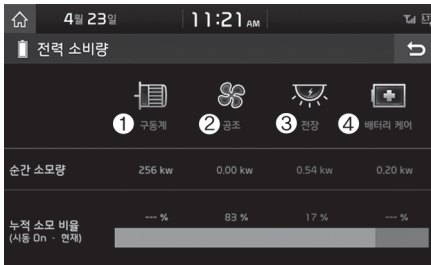 4월 23일 11:21 AM
전력 소비량
1 구동계 2 공조 3 전장 4 배터리 케어
순간 소모량 256 kw 0.00 kw 0.54 kw 0.20 kw
누적 소모 비율 --- % 83 % 17 % --- %
(시동 On - 현재)